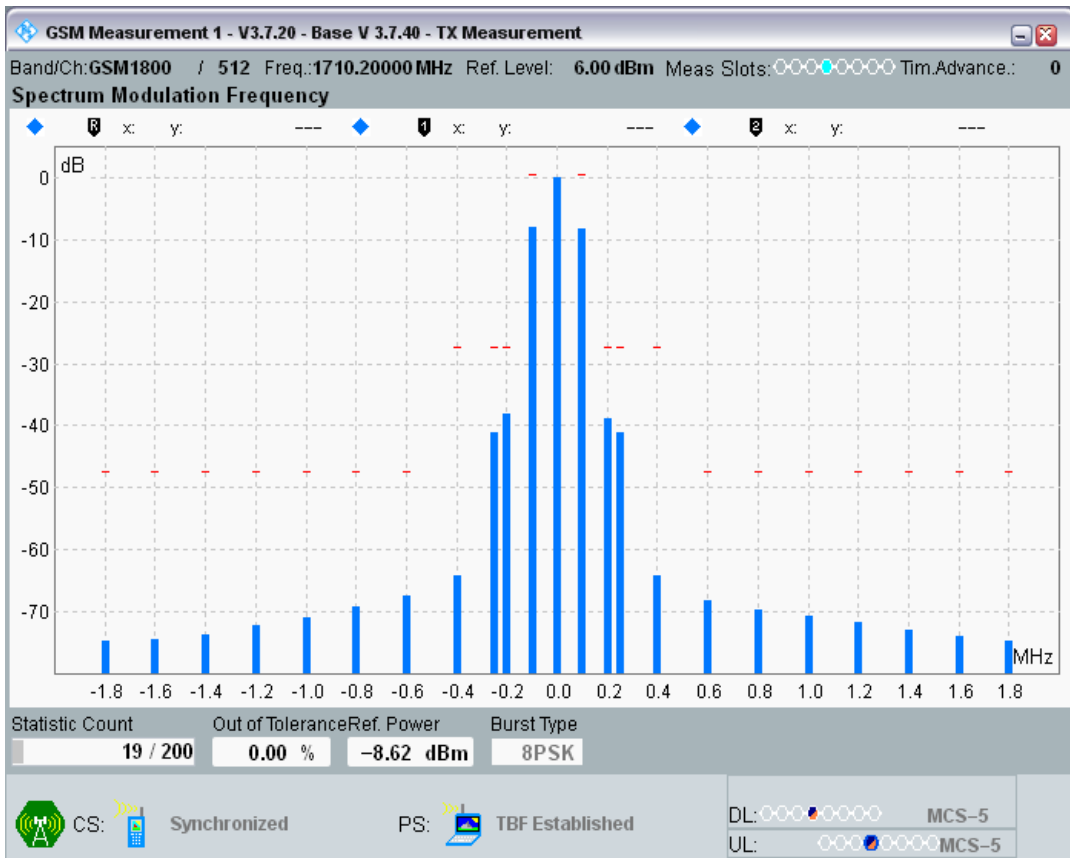 GSM Measurement 1 - V3.7.20 - Base V 3.7.40 - TX Measurement
Band/Ch:GSM1800 / 512 Freq.:1710.20000 MHz Ref. Level: 6.00 dBm Meas Slots: Tim.Advance.: 0
Spectrum Modulation Frequency
R x: y: --- 1 x: y: --- 2 x: y: ---
dB
0
-10
-20
-30
-40
-50
-60
-70
MHz
-1.8 -1.6 -1.4 -1.2 -1.0 -0.8 -0.6 -0.4 -0.2 0.0 0.2 0.4 0.6 0.8 1.0 1.2 1.4 1.6 1.8
Statistic Count Out of Tolerance Ref. Power Burst Type
19 / 200 0.00 % −8.62 dBm 8PSK
CS: Synchronized PS: TBF Established
DL: MCS−5
UL: MCS−5